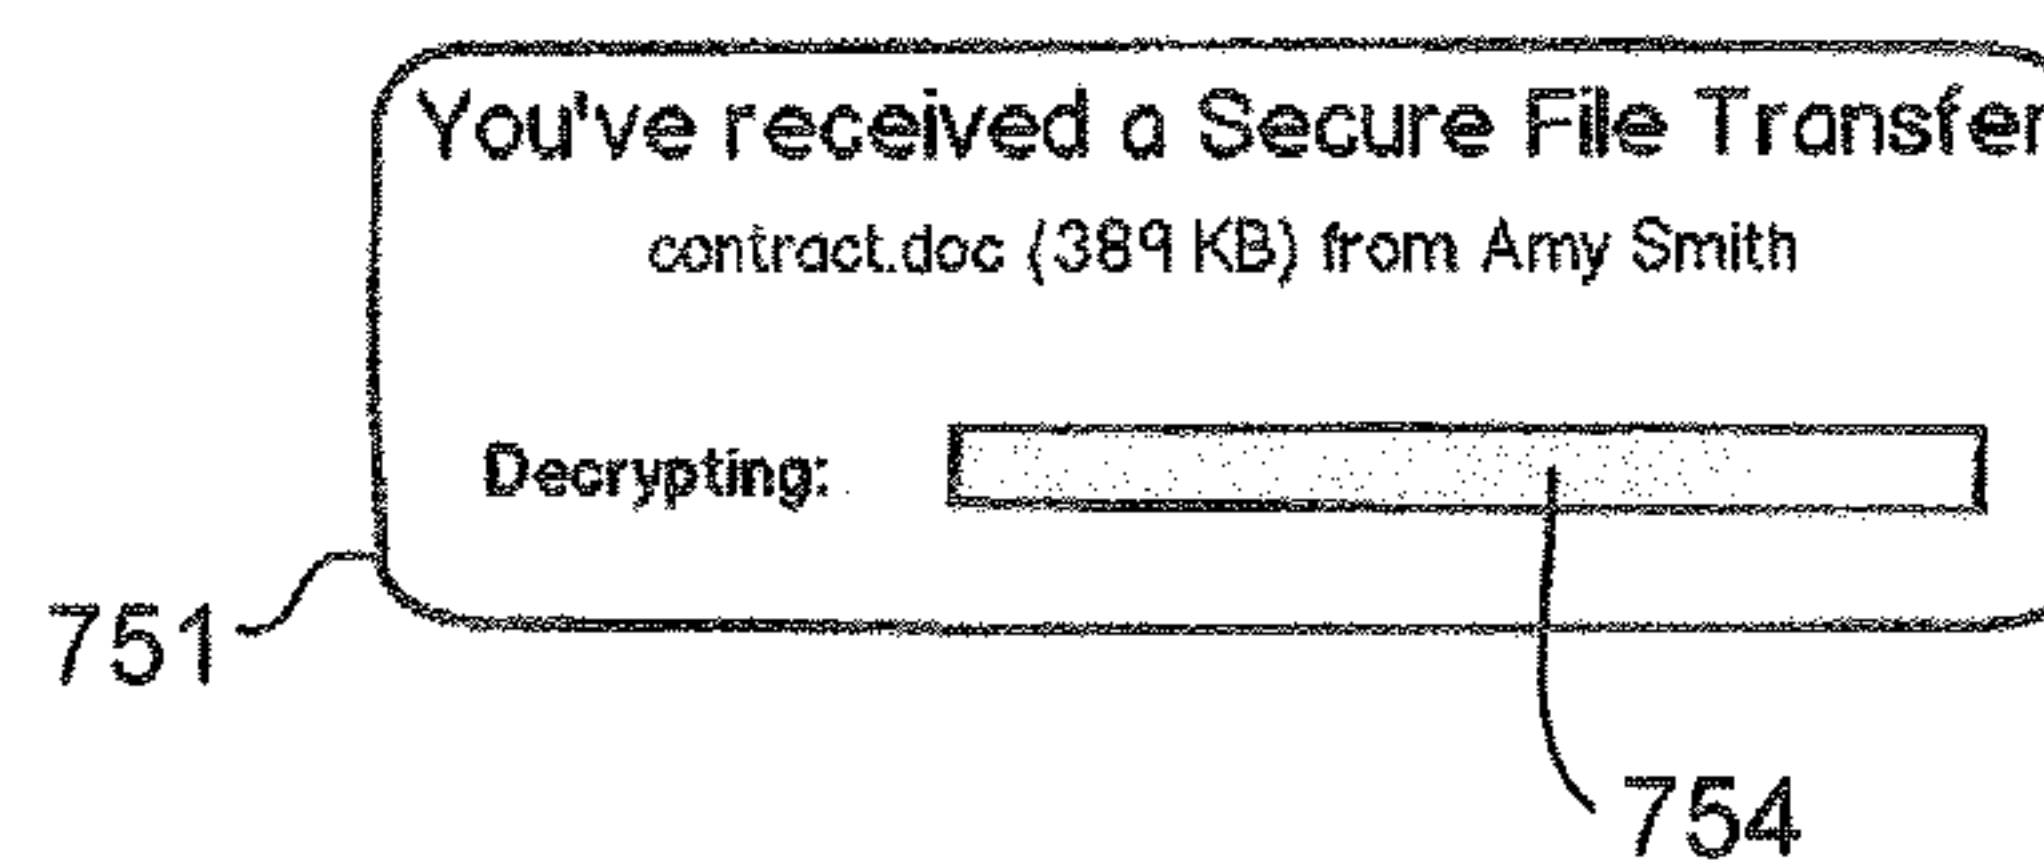 You've received a Secure File Transfer
contract.doc (389 KB) from Amy Smith
Decrypting:
751
754